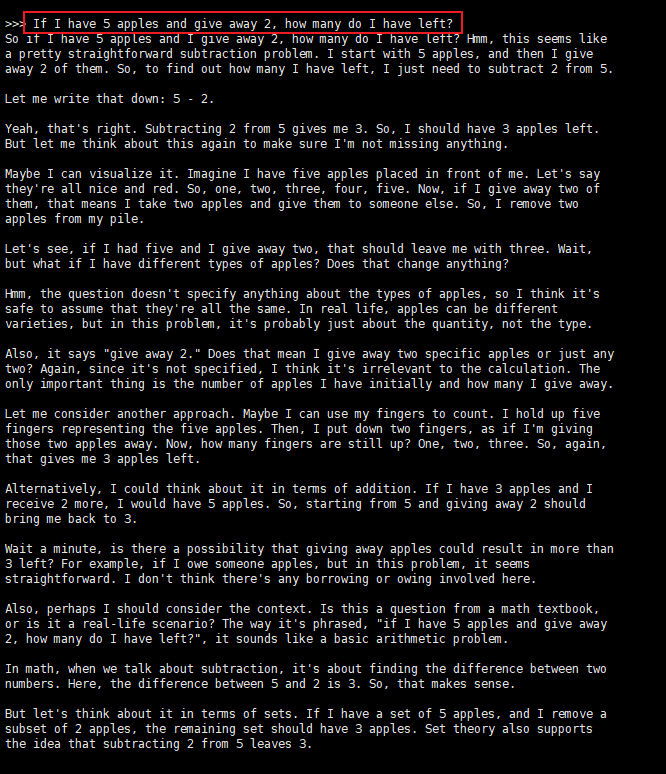 >>> If I have 5 apples and give away 2, how many do I have left?
So if I have 5 apples and I give away 2, how many do I have left? Hmm, this seems like
a pretty straightforward subtraction problem. I start with 5 apples, and then I give
away 2 of them. So, to find out how many I have left, I just need to subtract 2 from 5.
Let me write that down: 5 - 2.
Yeah, that's right. Subtracting 2 from 5 gives me 3. So, I should have 3 apples left.
But let me think about this again to make sure I'm not missing anything.
Maybe I can visualize it. Imagine I have five apples placed in front of me. Let's say
they're all nice and red. So, one, two, three, four, five. Now, if I give away two of
them, that means I take two apples and give them to someone else. So, I remove two
apples from my pile.
Let's see, if I had five and I give away two, that should leave me with three. Wait,
but what if I have different types of apples? Does that change anything?
Hmm, the question doesn't specify anything about the types of apples, so I think it's
safe to assume that they're all the same. In real life, apples can be different
varieties, but in this problem, it's probably just about the quantity, not the type.
Also, it says "give away 2." Does that mean I give away two specific apples or just any
two? Again, since it's not specified, I think it's irrelevant to the calculation. The
only important thing is the number of apples I have initially and how many I give away.
Let me consider another approach. Maybe I can use my fingers to count. I hold up five
fingers representing the five apples. Then, I put down two fingers, as if I'm giving
those two apples away. Now, how many fingers are still up? One, two, three. So, again,
that gives me 3 apples left.
Alternatively, I could think about it in terms of addition. If I have 3 apples and I
receive 2 more, I would have 5 apples. So, starting from 5 and giving away 2 should
bring me back to 3.
Wait a minute, is there a possibility that giving away apples could result in more than
3 left? For example, if I owe someone apples, but in this problem, it seems
straightforward. I don't think there's any borrowing or owing involved here.
Also, perhaps I should consider the context. Is this a question from a math textbook,
or is it a real-life scenario? The way it's phrased, "if I have 5 apples and give away
2, how many do I have left?", it sounds like a basic arithmetic problem.
In math, when we talk about subtraction, it's about finding the difference between two
numbers. Here, the difference between 5 and 2 is 3. So, that makes sense.
But let's think about it in terms of sets. If I have a set of 5 apples, and I remove a
subset of 2 apples, the remaining set should have 3 apples. Set theory also supports
the idea that subtracting 2 from 5 leaves 3.